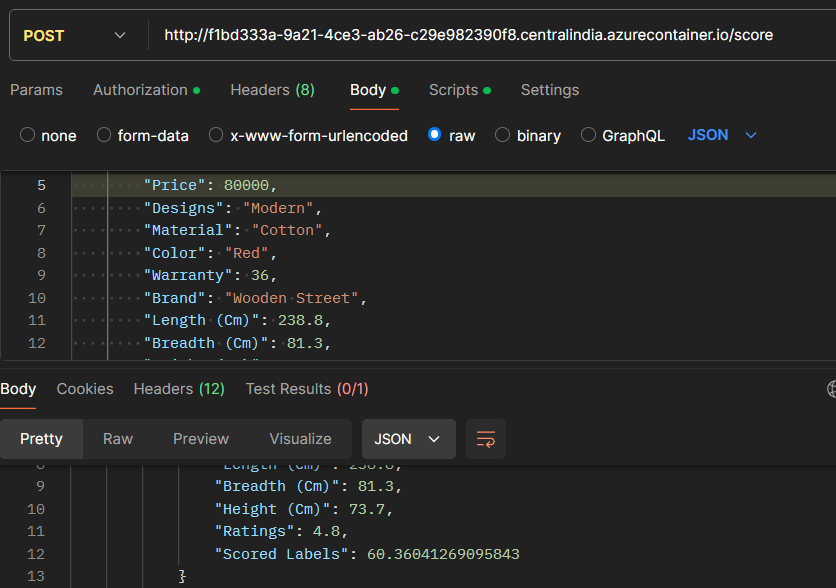 POST http://f1bd333a-9a21-4ce3-ab26-c29e982390f8.centralindia.azurecontainer.io/score
Params Authorization Headers (8) Body Scripts Settings
none form-data x-www-form-urlencoded raw binary GraphQL JSON
5 "Price": 80000,
6 "Designs": "Modern",
7 "Material": "Cotton",
8 "Color": "Red",
9 "Warranty": 36,
10 "Brand": "Wooden Street",
11 "Length (Cm)": 238.8,
12 "Breadth (Cm)": 81.3,
Body Cookies Headers (12) Test Results (0/1)
Pretty Raw Preview Visualize JSON
8 "Length (Cm)": 238.8,
9 "Breadth (Cm)": 81.3,
10 "Height (Cm)": 73.7,
11 "Ratings": 4.8,
12 "Scored Labels": 60.36041269095843
13 }